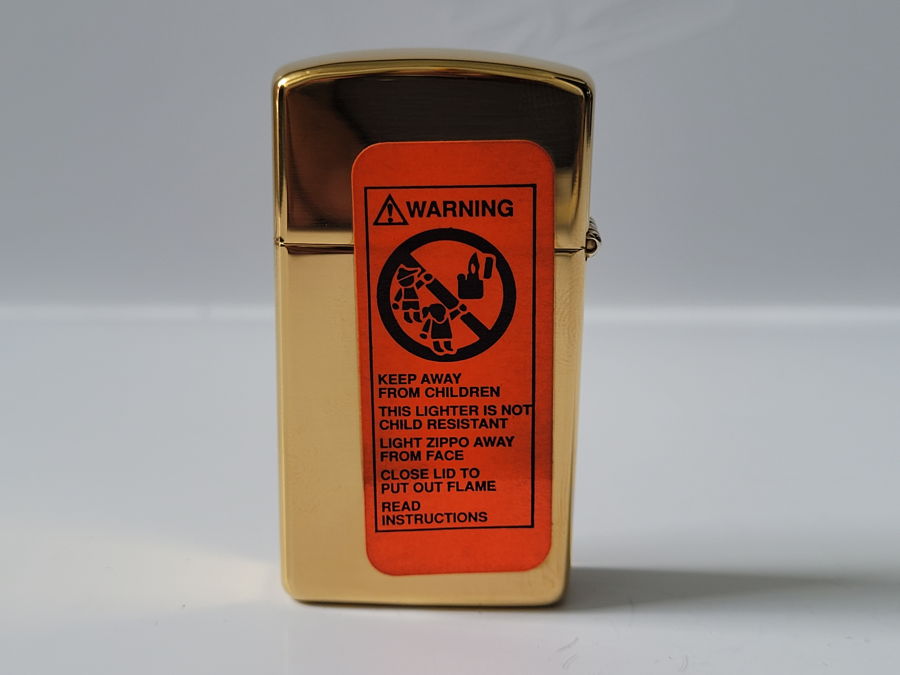 WARNING
KEEP AWAY
FROM CHILDREN
THIS LIGHTER IS NOT
CHILD RESISTANT
LIGHT ZIPPO AWAY
FROM FACE
CLOSE LID TO
PUT OUT FLAME
READ
INSTRUCTIONS